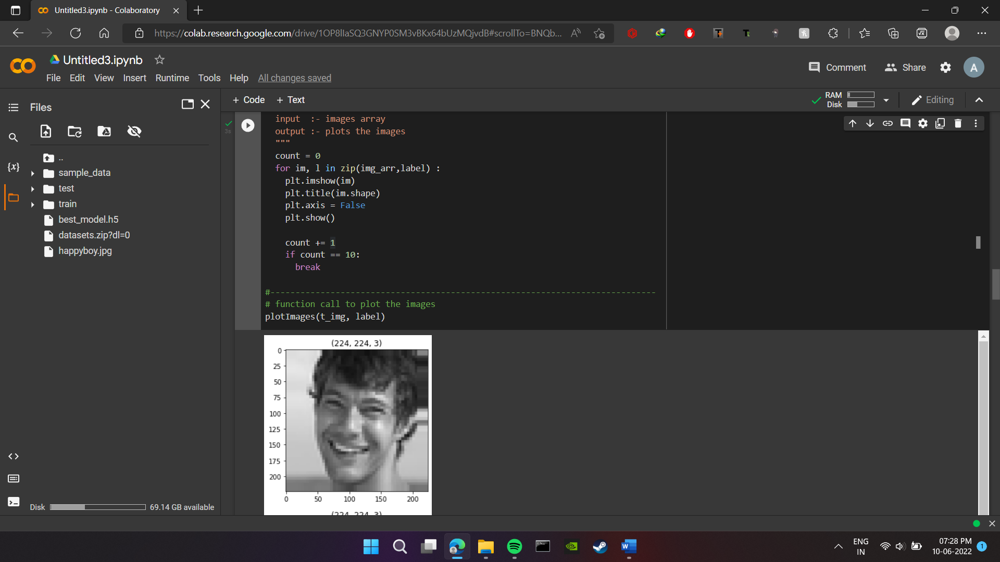 Untitled3.ipynb - Colaboratory
https://colab.research.google.com/drive/1OP8llaSQ3GNYP0SM3vBKx64bUzMQjvdB#scrollTo=BNQb...
Untitled3.ipynb
File Edit View Insert Runtime Tools Help All changes saved
Comment Share A
Files
+ Code + Text
RAM
Disk
Editing
..
sample_data
test
train
best_model.h5
datasets.zip?dl=0
happyboy.jpg
{x}
Disk 69.14 GB available
3s
input  :- images array
output :- plots the images
"""
count = 0
for im, l in zip(img_arr,label) :
plt.imshow(im)
plt.title(im.shape)
plt.axis = False
plt.show()
count += 1
if count == 10:
break
#-----------------------------------------------------------------------------
# function call to plot the images
plotImages(t_img, label)
(224, 224, 3)
0
25
50
75
100
125
150
175
200
0 50 100 150 200
(224, 224, 3)
ENG
IN
07:28 PM
10-06-2022
1